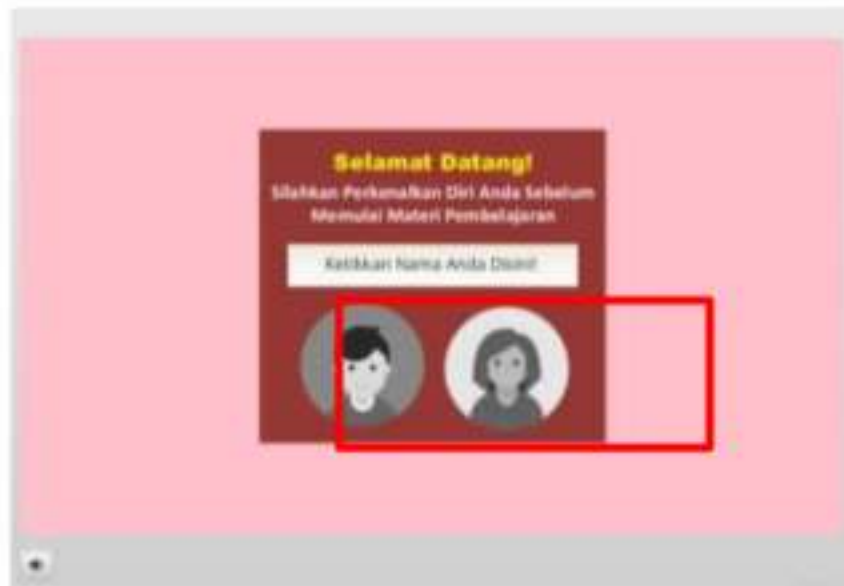 Selamat Datang!
Silahkan Perkenalkan Diri Anda Sebelum
Memulai Materi Pembelajaran
Ketikkan Nama Anda Disini!